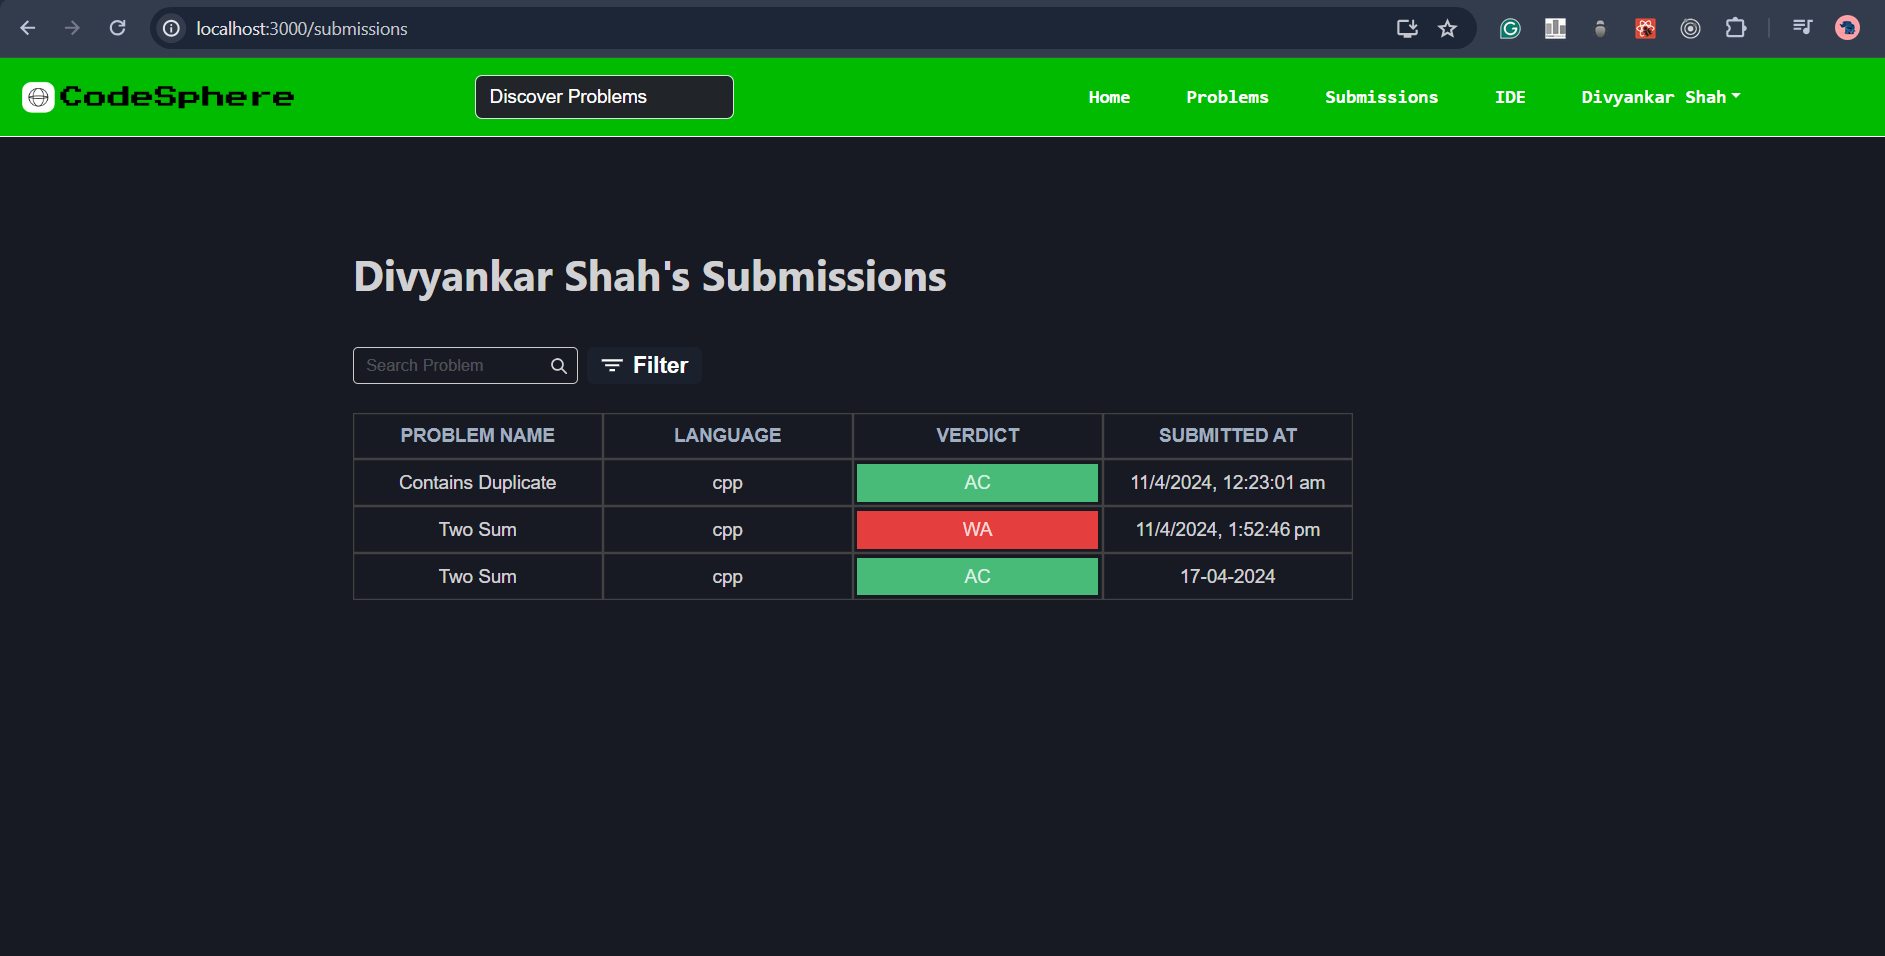 localhost:3000/submissions
CodeSphere
Discover Problems
Home Problems Submissions IDE Divyankar Shah
Divyankar Shah's Submissions
Search Problem
Filter
PROBLEM NAME LANGUAGE VERDICT SUBMITTED AT
Contains Duplicate cpp AC 11/4/2024, 12:23:01 am
Two Sum cpp WA 11/4/2024, 1:52:46 pm
Two Sum cpp AC 17-04-2024